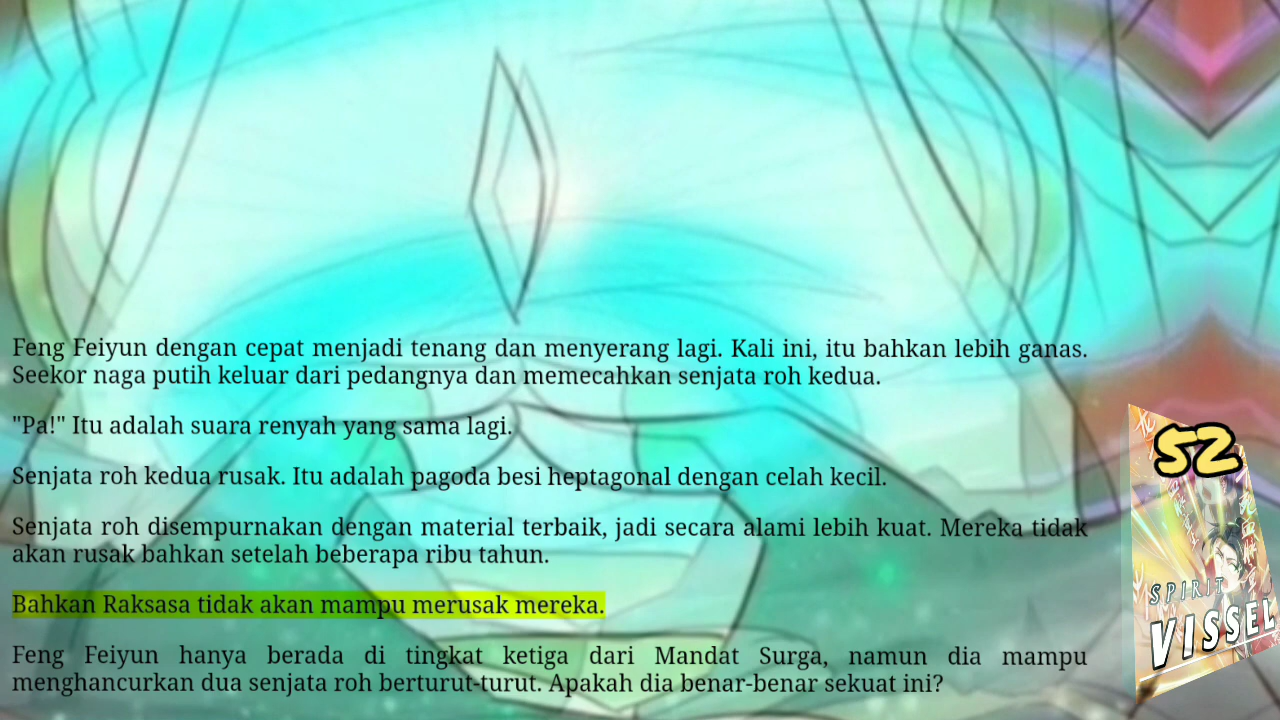 Feng Feiyun dengan cepat menjadi tenang dan menyerang lagi. Kali ini, itu bahkan lebih ganas.
Seekor naga putih keluar dari pedangnya dan memecahkan senjata roh kedua.
"Pa!" Itu adalah suara renyah yang sama lagi.
Senjata roh kedua rusak. Itu adalah pagoda besi heptagonal dengan celah kecil.
Senjata roh disempurnakan dengan material terbaik, jadi secara alami lebih kuat. Mereka tidak
akan rusak bahkan setelah beberapa ribu tahun.
Bahkan Raksasa tidak akan mampu merusak mereka.
Feng Feiyun hanya berada di tingkat ketiga dari Mandat Surga, namun dia mampu
menghancurkan dua senjata roh berturut-turut. Apakah dia benar-benar sekuat ini?
52
SPIRIT
VISSEL